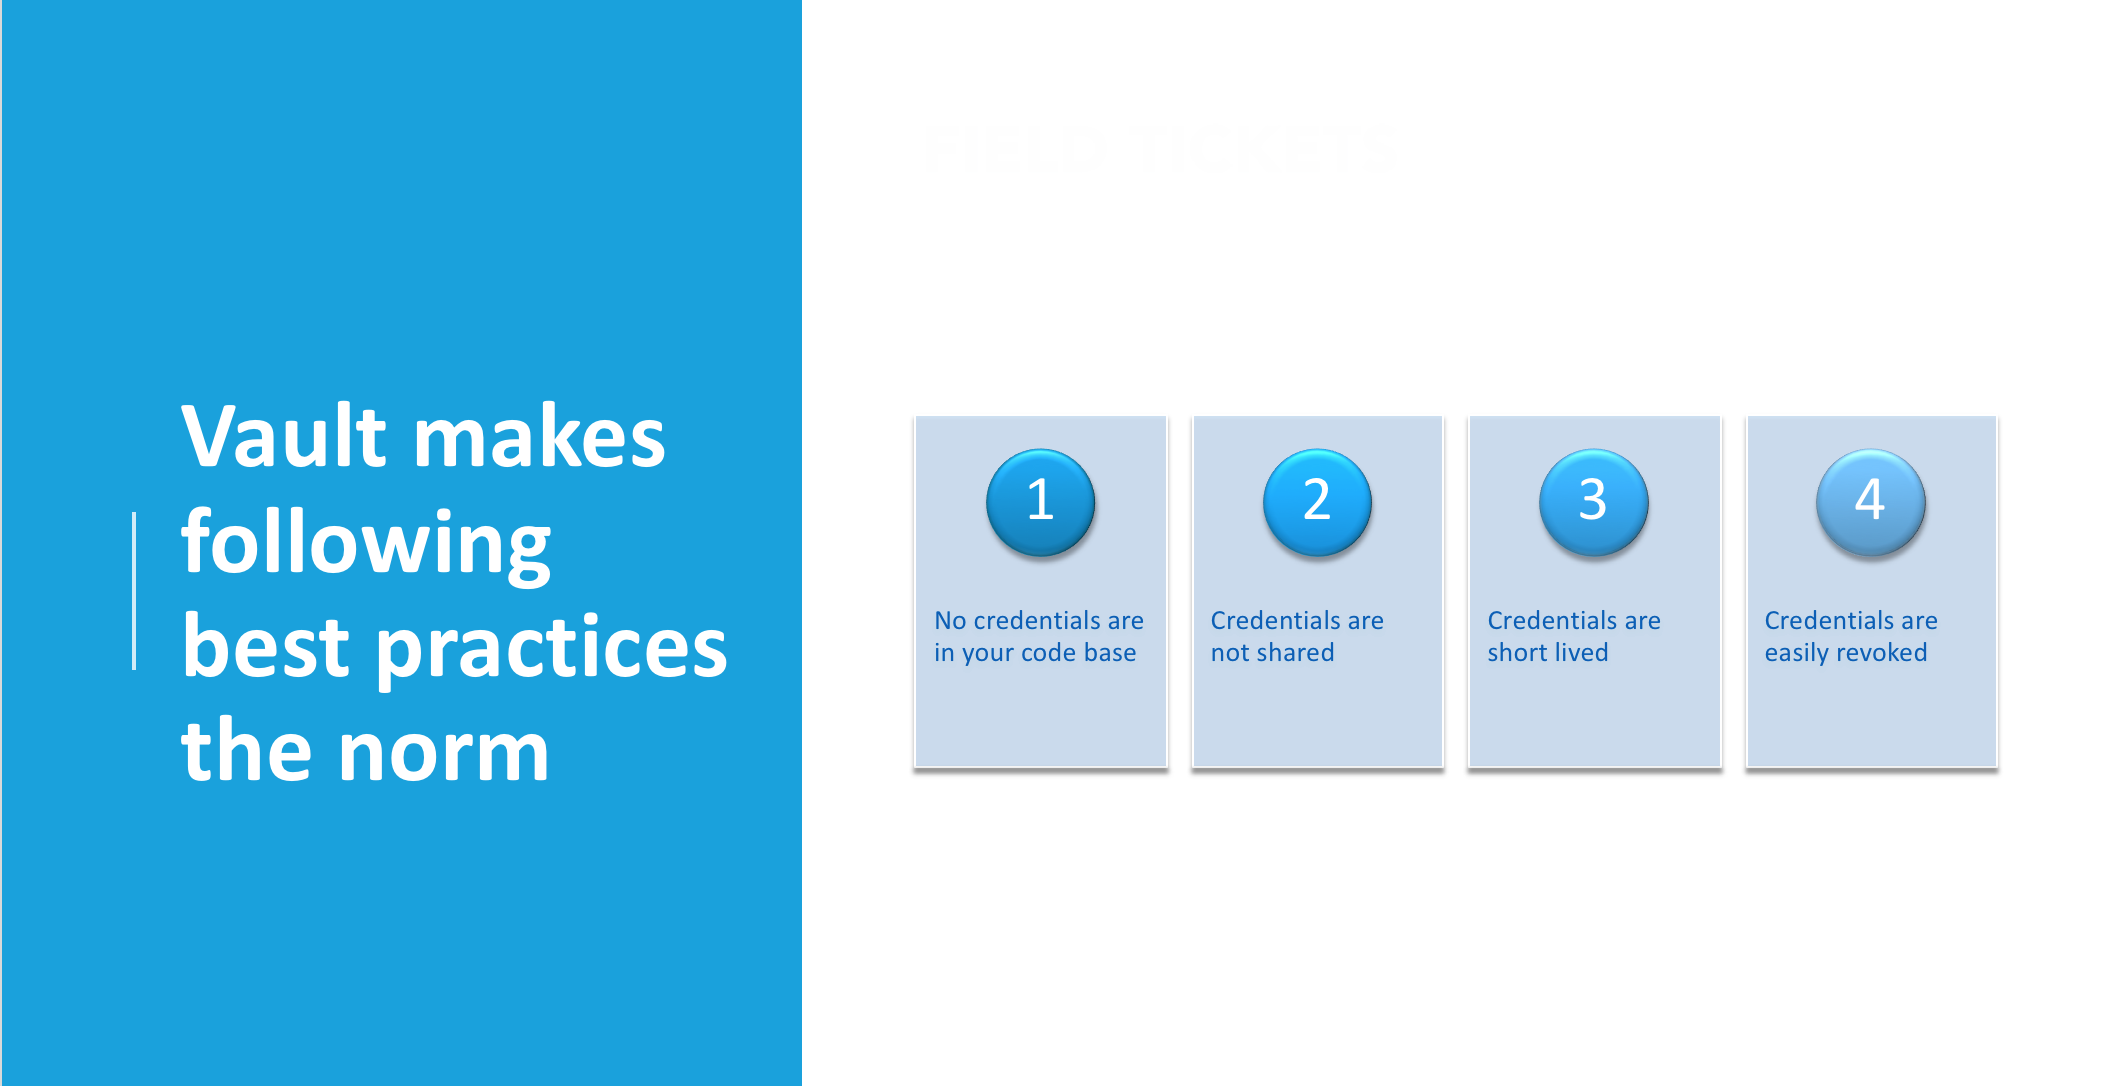 Vault makes
following
best practices
the norm
1
No credentials are
in your code base
2
Credentials are
not shared
3
Credentials are
short lived
4
Credentials are
easily revoked